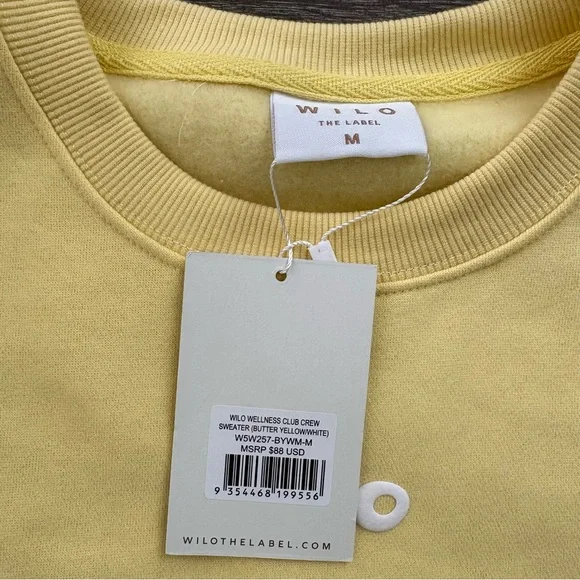 WILO
THE LABEL
M
WILO WELLNESS CLUB CREW
SWEATER (BUTTER YELLOW/WHITE)
W5W257-BYWM-M
MSRP $88 USD
9 354468 199556
WILOTHELABEL.COM
O